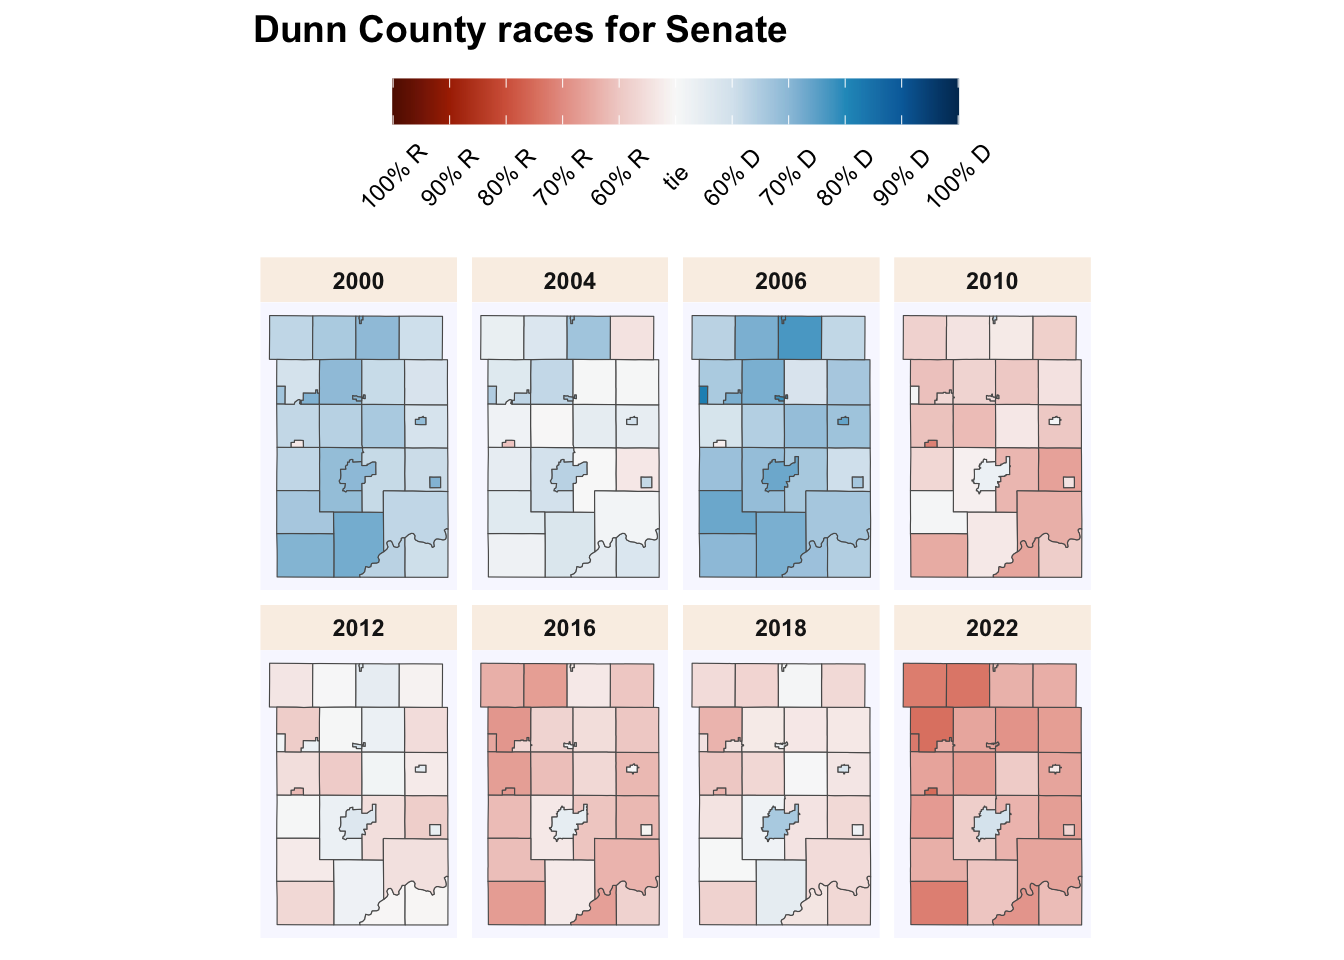 Dunn County races for Senate
100% R
90% R
80% R
70% R
60% R
tie
60% D
70% D
80% D
90% D
100% D
2000
2004
2006
2010
2012
2016
2018
2022